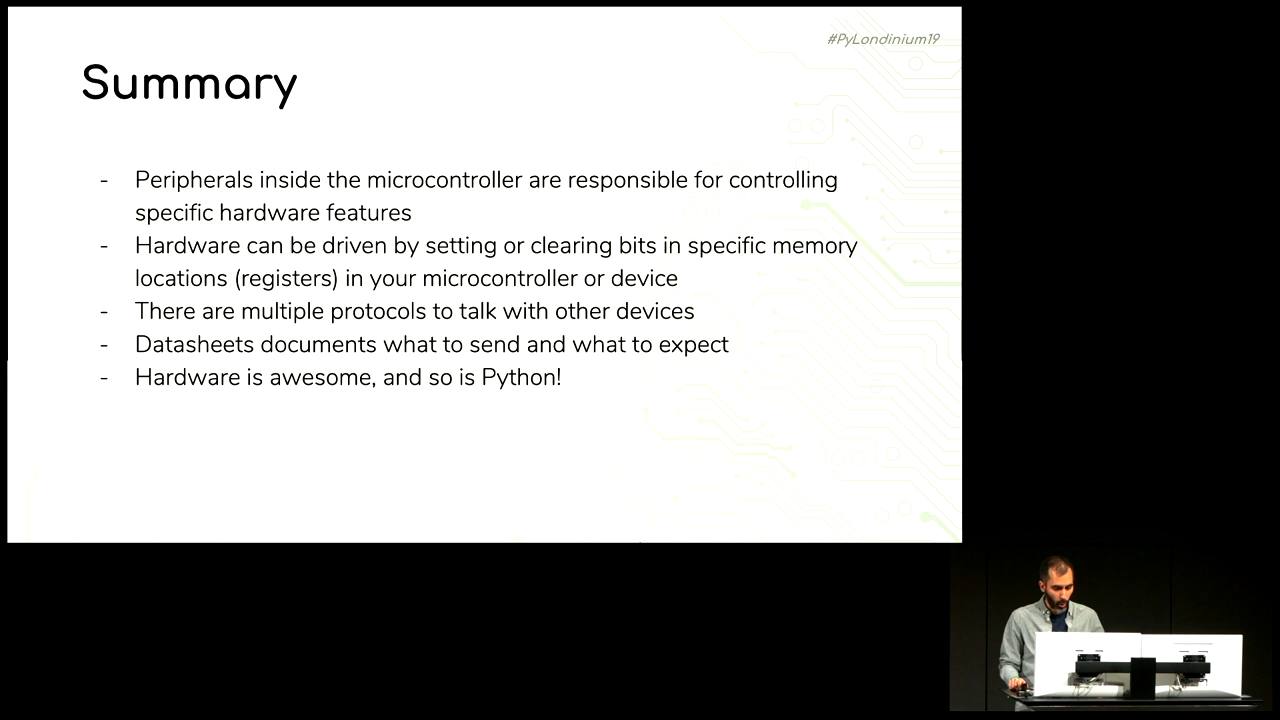 #PyLondinium19
Summary
- Peripherals inside the microcontroller are responsible for controlling
specific hardware features
- Hardware can be driven by setting or clearing bits in specific memory
locations (registers) in your microcontroller or device
- There are multiple protocols to talk with other devices
- Datasheets documents what to send and what to expect
- Hardware is awesome, and so is Python!